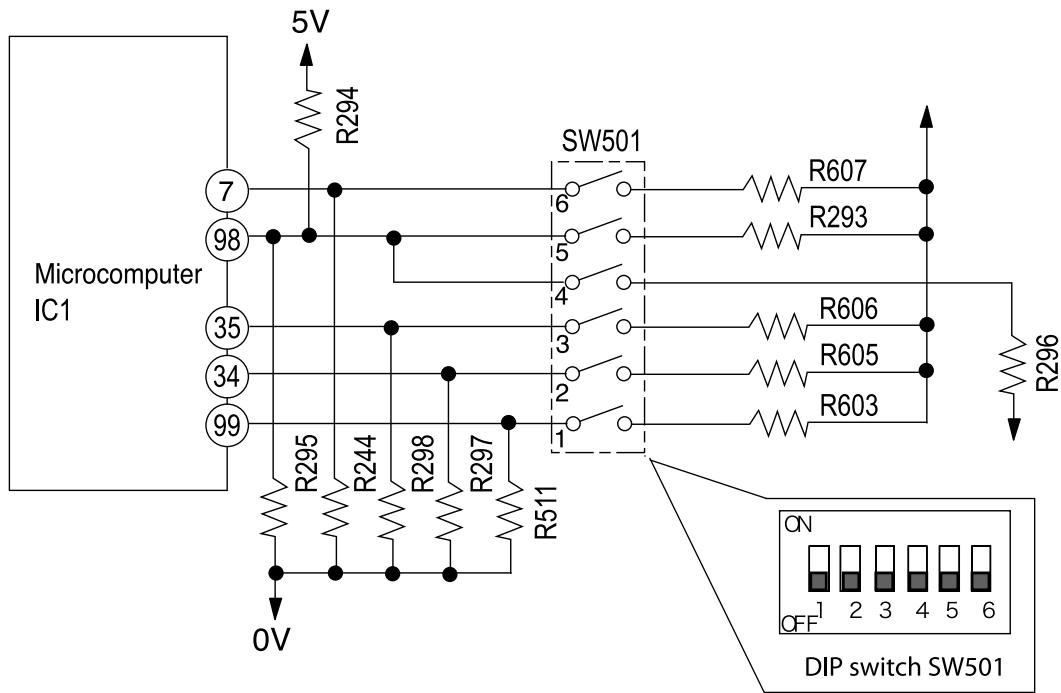 5V
R294
SW501
7
6
R607
98
5
R293
Microcomputer
IC1
4
35
3
R606
34
2
R605
R296
99
1
R603
R295
R244
R298
R297
R511
0V
ON
1 2 3 4 5 6
OFF
DIP switch SW501